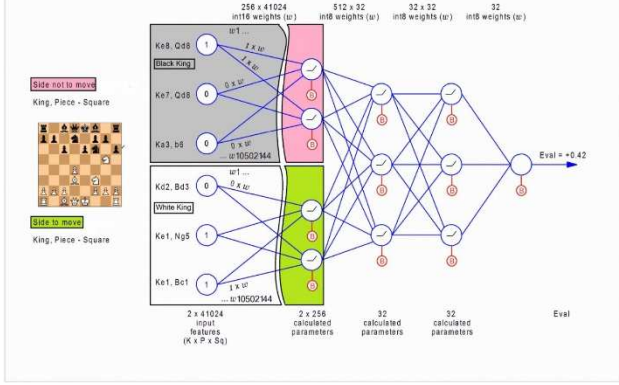 256 x 41024
int16 weights (w)
512 x 32
int8 weights (w)
32 x 32
int8 weights (w)
32
int8 weights (w)
w1 ...
Ke8, Qd8
1
1 x w
1 x w
Black King
Side not to move
King, Piece - Square
Ke7, Qd8
0
0 x w
B
B
B
B
Ka3, b6
0
0 x w
... w10502144
Eval = +0.42
w1 ...
Kd2, Bd3
0
0 x w
White King
B
B
B
Side to move
King, Piece - Square
Ke1, Ng5
1
B
B
B
Ke1, Bc1
1
1 x w
B
... w10502144
2 x 41024
input
features
(K x P x Sq)
2 x 256
calculated
parameters
32
calculated
parameters
32
calculated
parameters
Eval